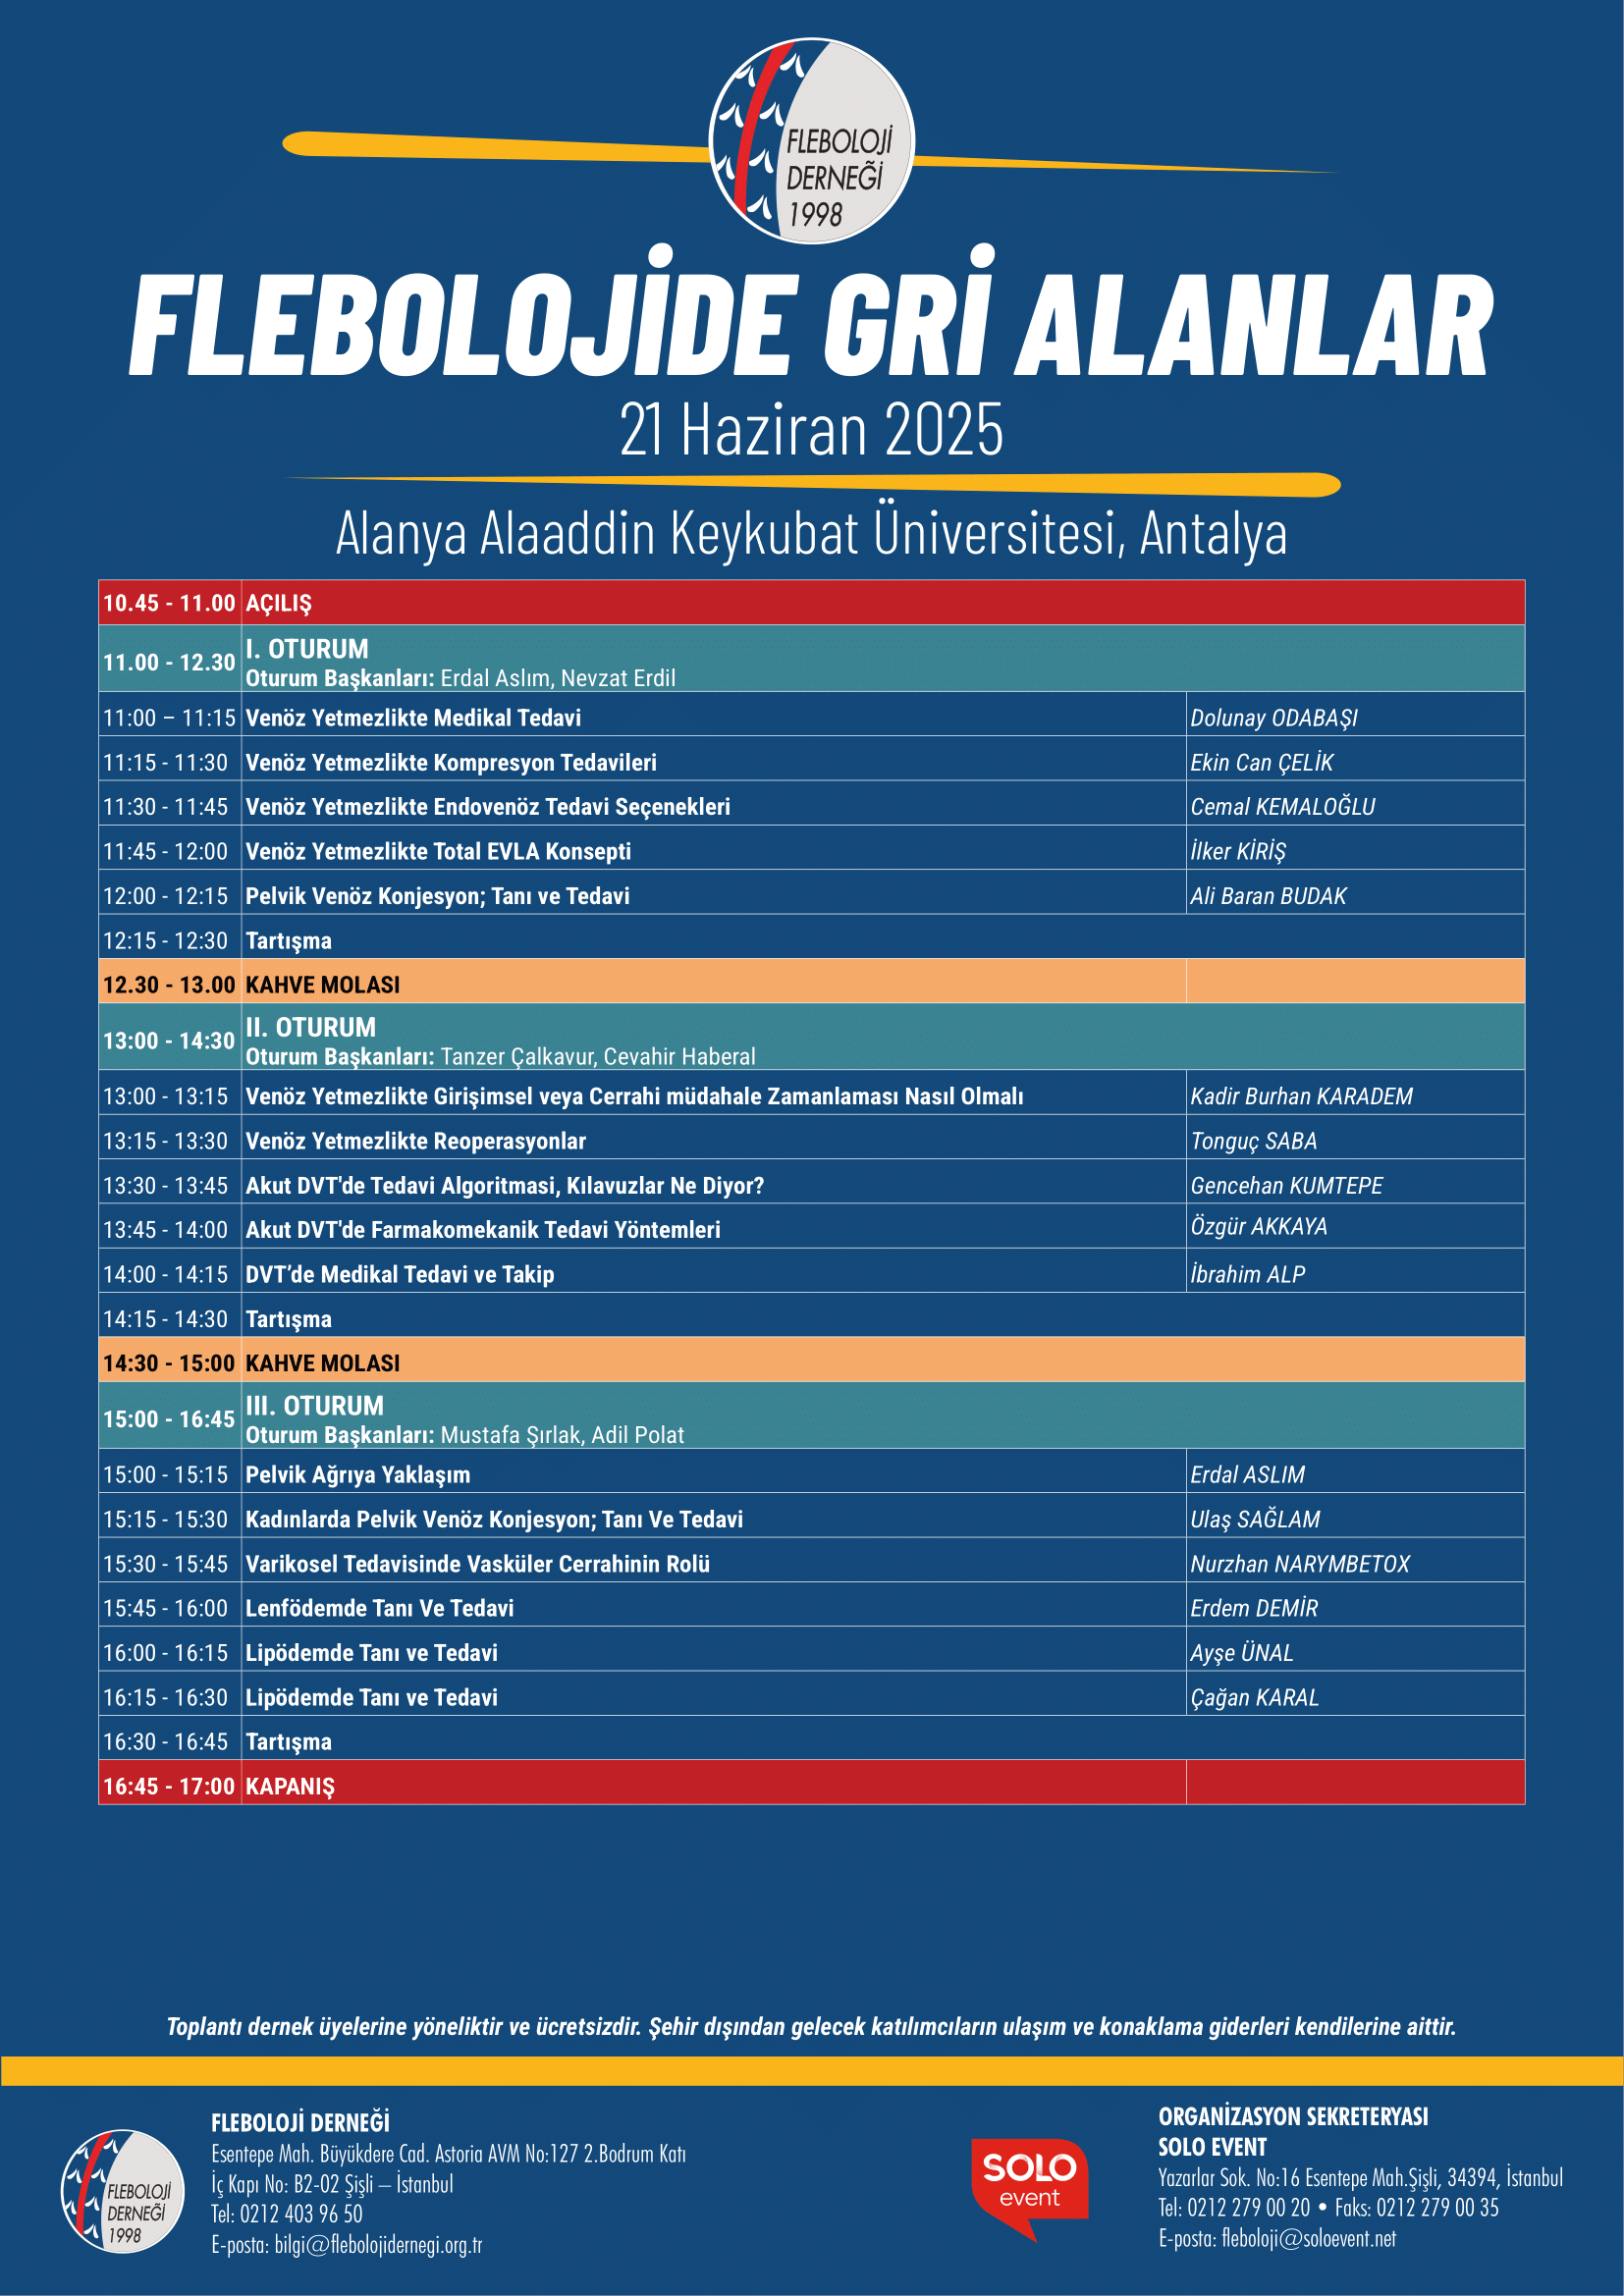 FLEBOLOJİ
DERNEĞİ
1998
FLEBOLOJİDE GRİ ALANLAR
21 Haziran 2025
Alanya Alaaddin Keykubat Üniversitesi, Antalya
10.45 - 11.00 AÇILIŞ
11.00 - 12.30 I. OTURUM
Oturum Başkanları: Erdal Aslım, Nevzat Erdil
11:00 – 11:15 Venöz Yetmezlikte Medikal Tedavi Dolunay ODABAŞI
11:15 - 11:30 Venöz Yetmezlikte Kompresyon Tedavileri Ekin Can ÇELİK
11:30 - 11:45 Venöz Yetmezlikte Endovenöz Tedavi Seçenekleri Cemal KEMALOĞLU
11:45 - 12:00 Venöz Yetmezlikte Total EVLA Konsepti İlker KİRİŞ
12:00 - 12:15 Pelvik Venöz Konjesyon; Tanı ve Tedavi Ali Baran BUDAK
12:15 - 12:30 Tartışma
12.30 - 13.00 KAHVE MOLASI
13:00 - 14:30 II. OTURUM
Oturum Başkanları: Tanzer Çalkavur, Cevahir Haberal
13:00 - 13:15 Venöz Yetmezlikte Girişimsel veya Cerrahi müdahale Zamanlaması Nasıl Olmalı Kadir Burhan KARADEM
13:15 - 13:30 Venöz Yetmezlikte Reoperasyonlar Tonguç SABA
13:30 - 13:45 Akut DVT'de Tedavi Algoritması, Kılavuzlar Ne Diyor? Gencehan KUMTEPE
13:45 - 14:00 Akut DVT'de Farmakomekanik Tedavi Yöntemleri Özgür AKKAYA
14:00 - 14:15 DVT’de Medikal Tedavi ve Takip İbrahim ALP
14:15 - 14:30 Tartışma
14:30 - 15:00 KAHVE MOLASI
15:00 - 16:45 III. OTURUM
Oturum Başkanları: Mustafa Şırlak, Adil Polat
15:00 - 15:15 Pelvik Ağrıya Yaklaşım Erdal ASLIM
15:15 - 15:30 Kadınlarda Pelvik Venöz Konjesyon; Tanı Ve Tedavi Ulaş SAĞLAM
15:30 - 15:45 Varikosel Tedavisinde Vasküler Cerrahinin Rolü Nurzhan NARYMBETOX
15:45 - 16:00 Lenfödemde Tanı Ve Tedavi Erdem DEMİR
16:00 - 16:15 Lipödemde Tanı ve Tedavi Ayşe ÜNAL
16:15 - 16:30 Lipödemde Tanı ve Tedavi Çağan KARAL
16:30 - 16:45 Tartışma
16:45 - 17:00 KAPANIŞ
Toplantı dernek üyelerine yöneliktir ve ücretsizdir. Şehir dışından gelecek katılımcıların ulaşım ve konaklama giderleri kendilerine aittir.
FLEBOLOJİ
DERNEĞİ
1998
FLEBOLOJİ DERNEĞİ
Esentepe Mah. Büyükdere Cad. Astoria AVM No:127 2.Bodrum Katı
İç Kapı No: B2-02 Şişli – İstanbul
Tel: 0212 403 96 50
E-posta: bilgi@flebolojidernegi.org.tr
SOLO
event
ORGANİZASYON SEKRETERYASI
SOLO EVENT
Yazarlar Sok. No:16 Esentepe Mah.Şişli, 34394, İstanbul
Tel: 0212 279 00 20 • Faks: 0212 279 00 35
E-posta: fleboloji@soloevent.net